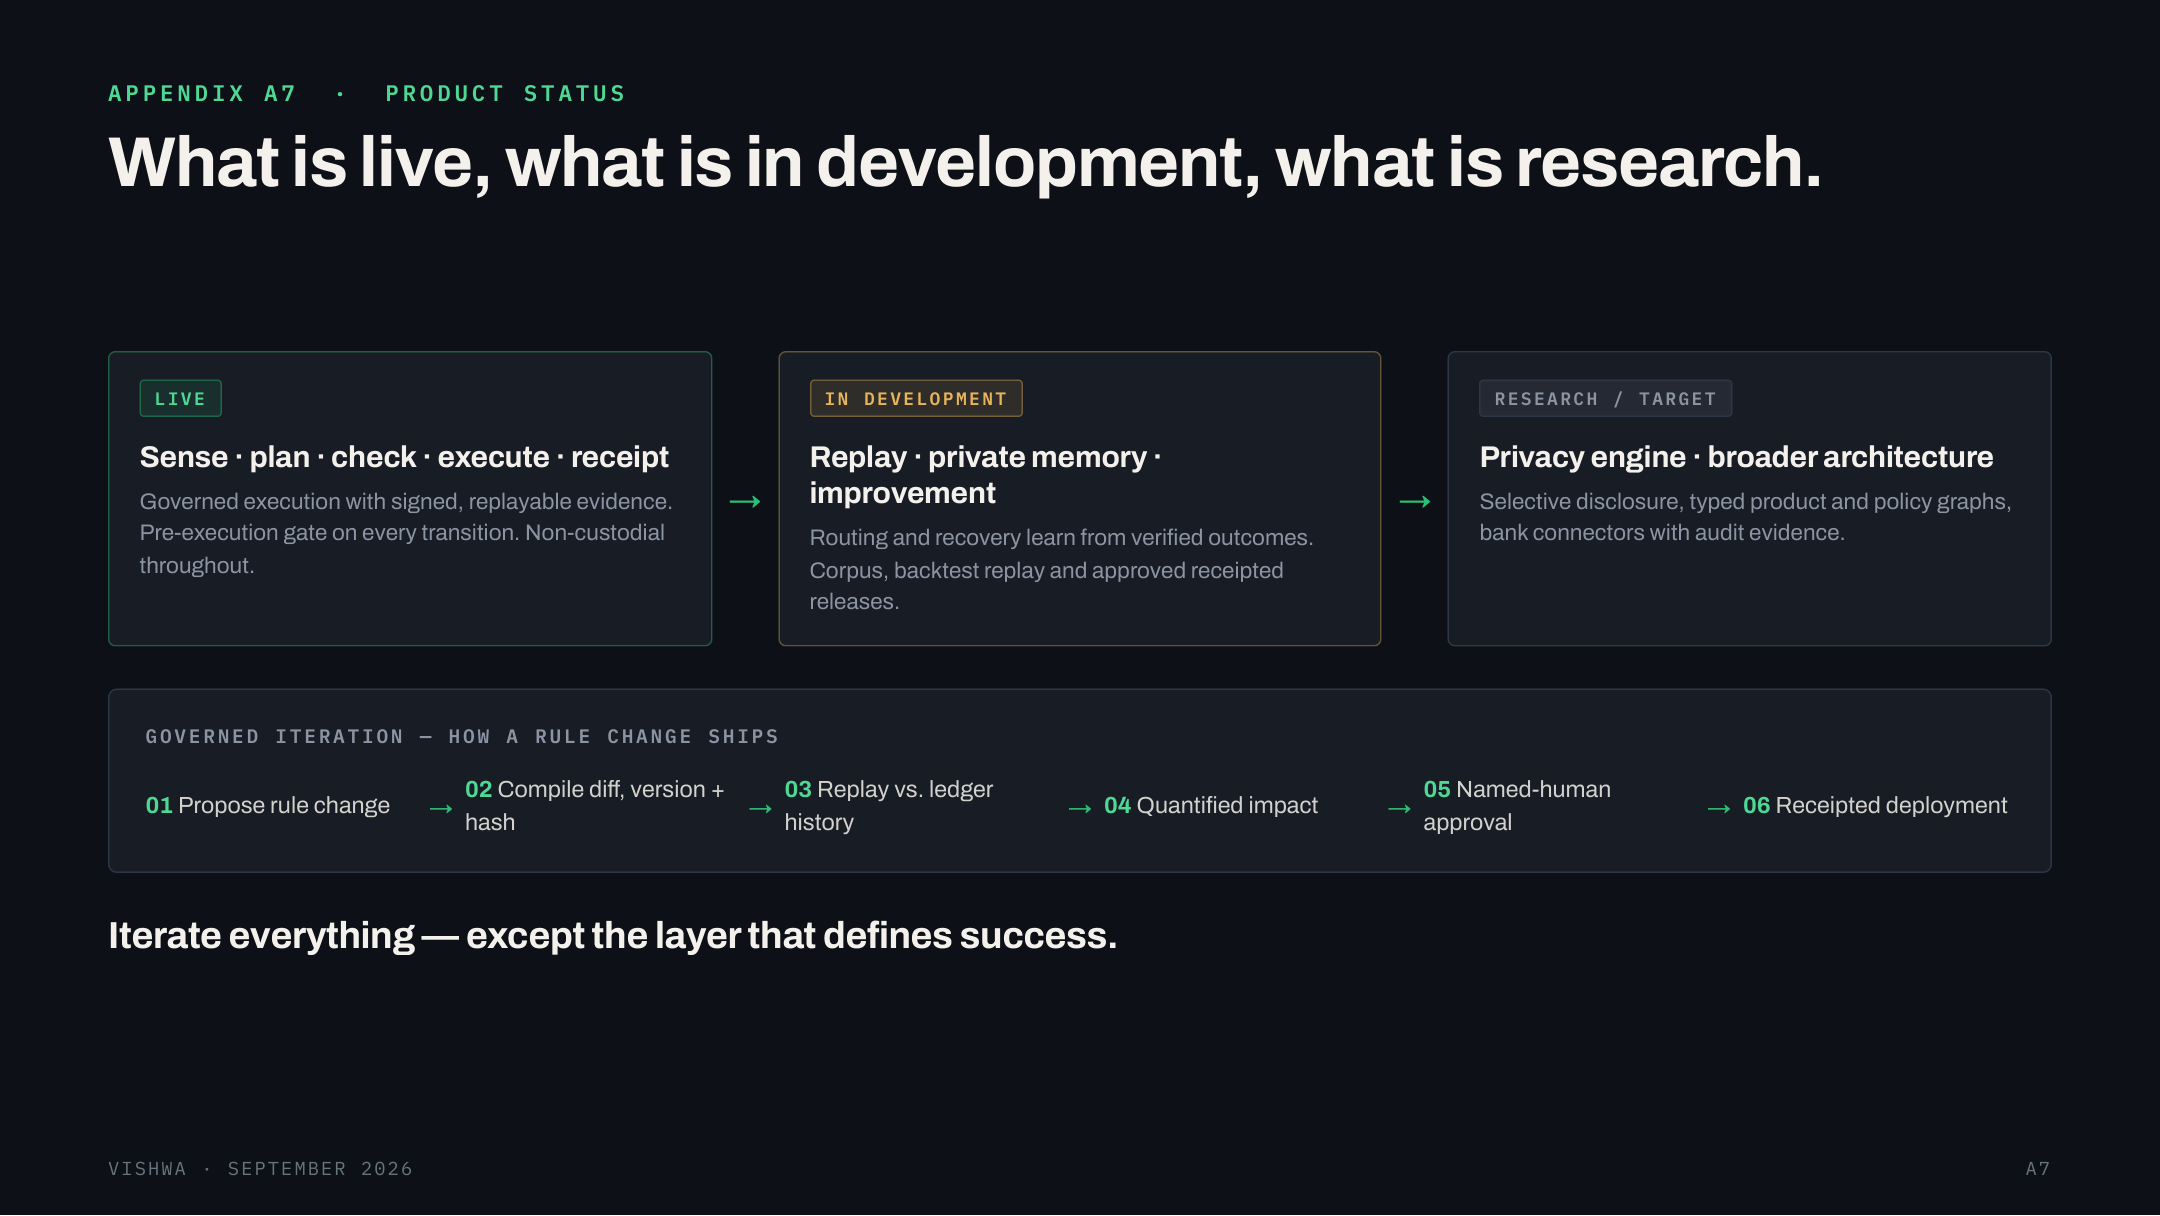 APPENDIX A7 · PRODUCT STATUS
What is live, what is in development, what is research.
LIVE
Sense · plan · check · execute · receipt
Governed execution with signed, replayable evidence.
Pre-execution gate on every transition. Non-custodial
throughout.
→
IN DEVELOPMENT
Replay · private memory ·
improvement
Routing and recovery learn from verified outcomes.
Corpus, backtest replay and approved receipted
releases.
→
RESEARCH / TARGET
Privacy engine · broader architecture
Selective disclosure, typed product and policy graphs,
bank connectors with audit evidence.
GOVERNED ITERATION — HOW A RULE CHANGE SHIPS
01 Propose rule change
→
02 Compile diff, version +
hash
→
03 Replay vs. ledger
history
→
04 Quantified impact
→
05 Named-human
approval
→
06 Receipted deployment
Iterate everything — except the layer that defines success.
VISHWA · SEPTEMBER 2026
A7